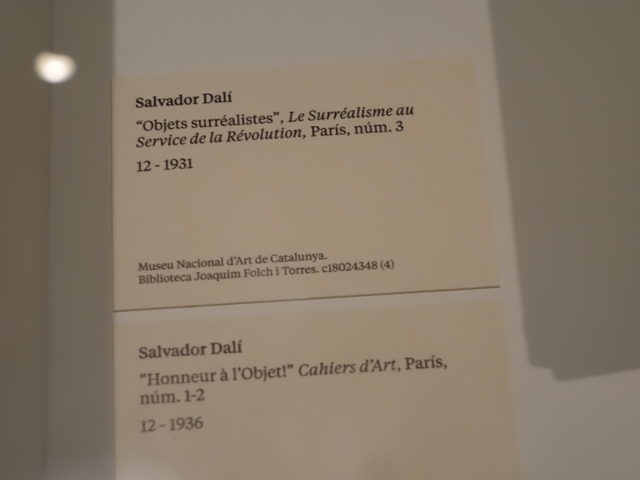 Salvador Dalí
“Objets surréalistes”, Le Surréalisme au
Service de la Révolution, París, núm. 3
12 - 1931
Museu Nacional d’Art de Catalunya.
Biblioteca Joaquim Folch i Torres. c18024348 (4)
Salvador Dalí
“Honneur à l’Objet!” Cahiers d’Art, París,
núm. 1-2
12 - 1936